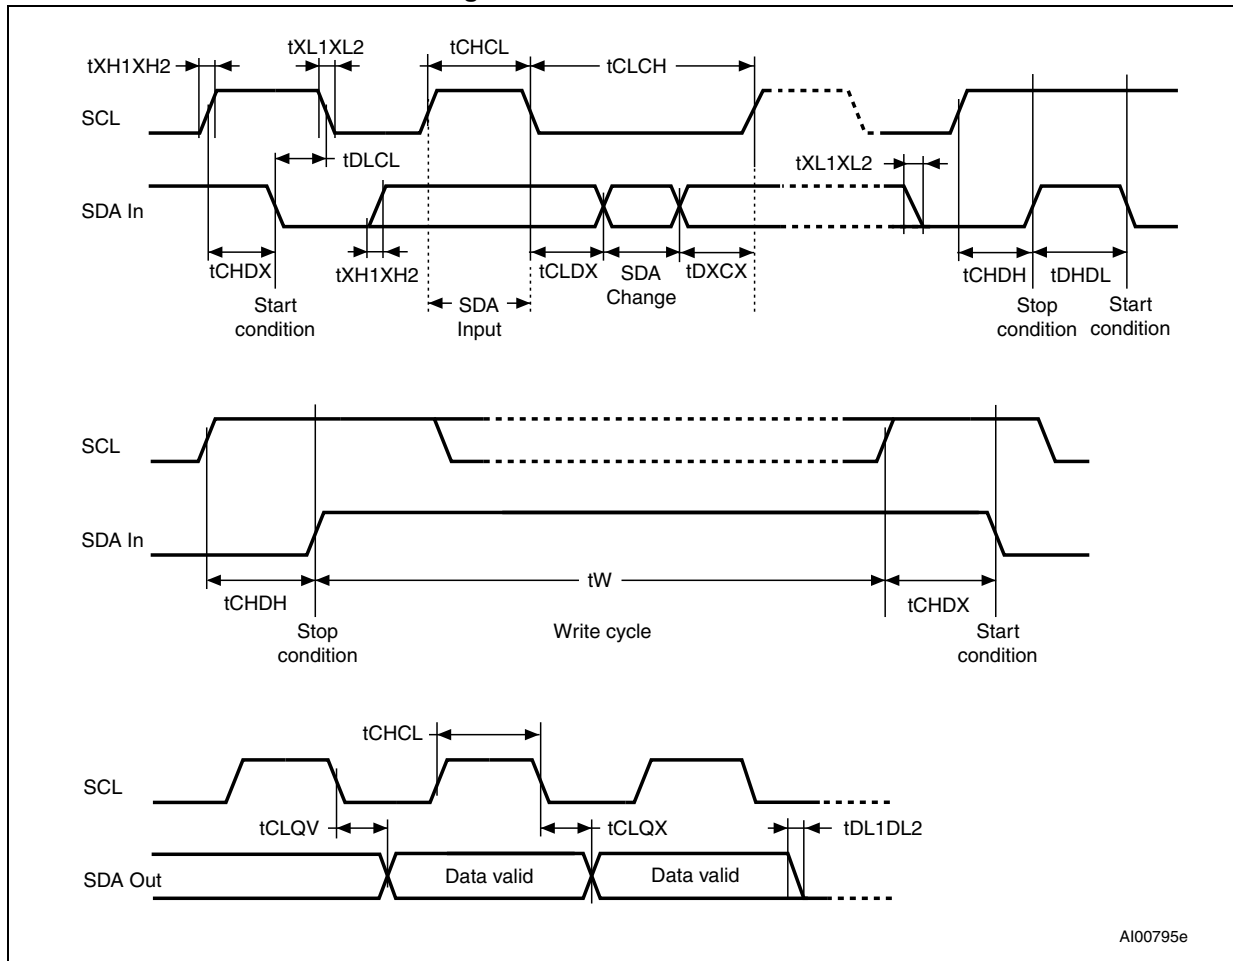 tXL1XL2 tCHCL
tXH1XH2 tCLCH
SCL
tDLCL tXL1XL2
SDA In
tCHDX tXH1XH2 tCLDX SDA Change tDXCX tCHDH tDHDL
Start condition
SDA Input
Stop condition
Start condition
SCL
SDA In
tCHDH tW tCHDX
Stop condition
Write cycle
Start condition
tCHCL
SCL
tCLQV tCLQX tDL1DL2
SDA Out Data valid Data valid
AI00795e